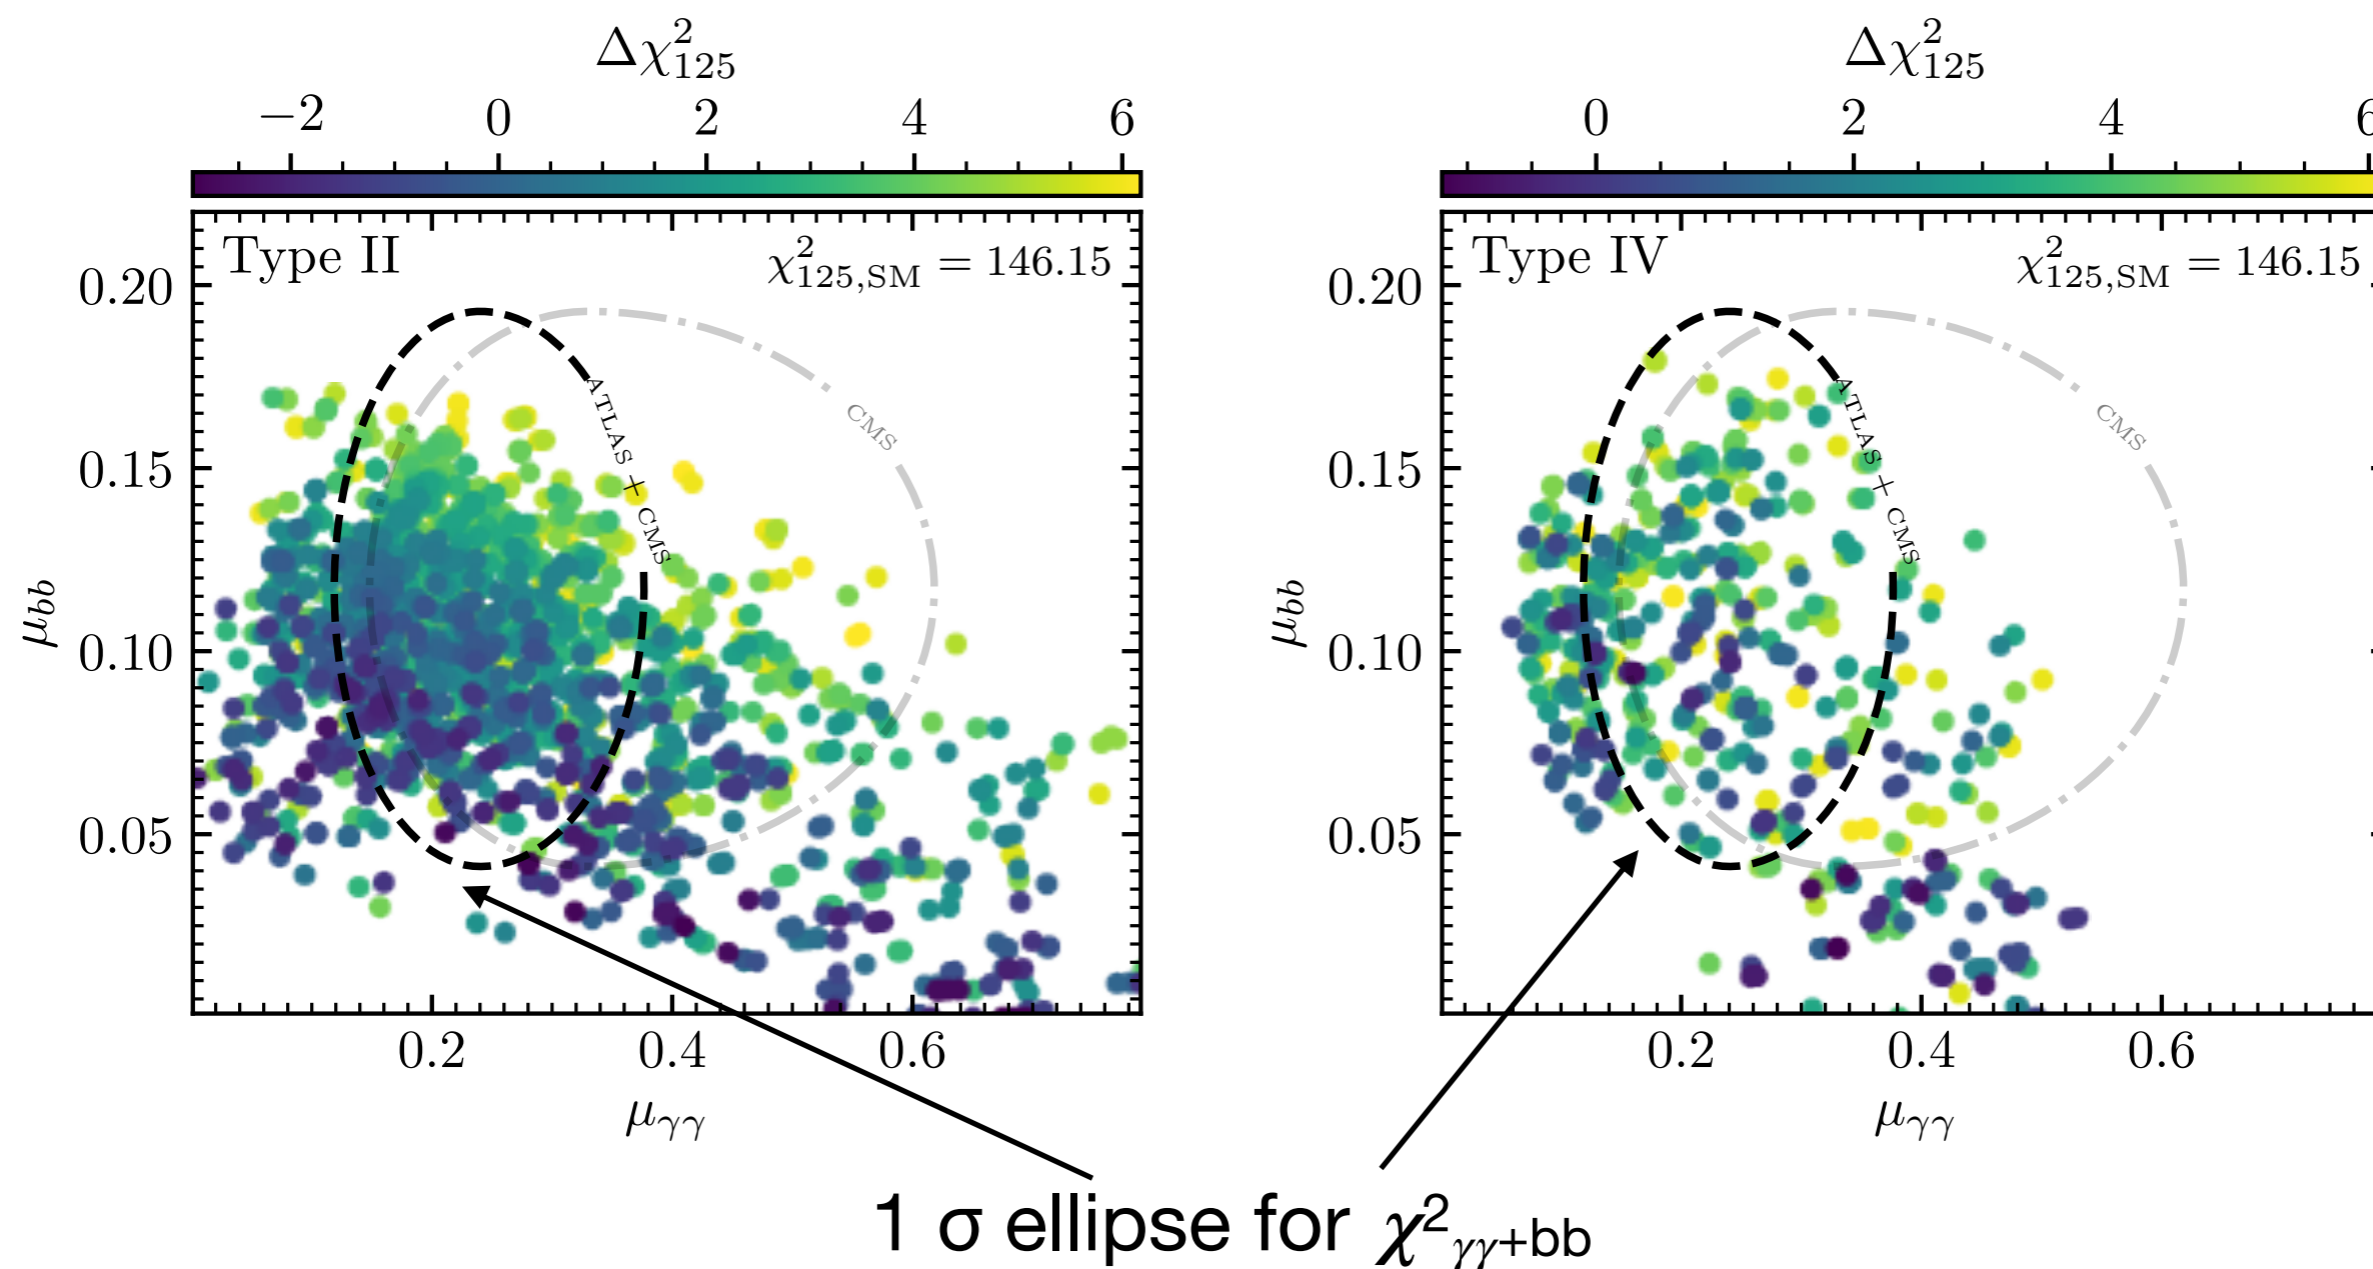 Δχ²₁₂₅
−2 0 2 4 6
Type II
χ²₁₂₅,SM = 146.15
0.20
0.15
0.10
0.05
μbb
ATLAS + CMS
CMS
0.2 0.4 0.6
μγγ
Δχ²₁₂₅
0 2 4 6
Type IV
χ²₁₂₅,SM = 146.15
0.20
0.15
0.10
0.05
μbb
ATLAS + CMS
CMS
0.2 0.4 0.6
μγγ
1 σ ellipse for χ²γγ+bb